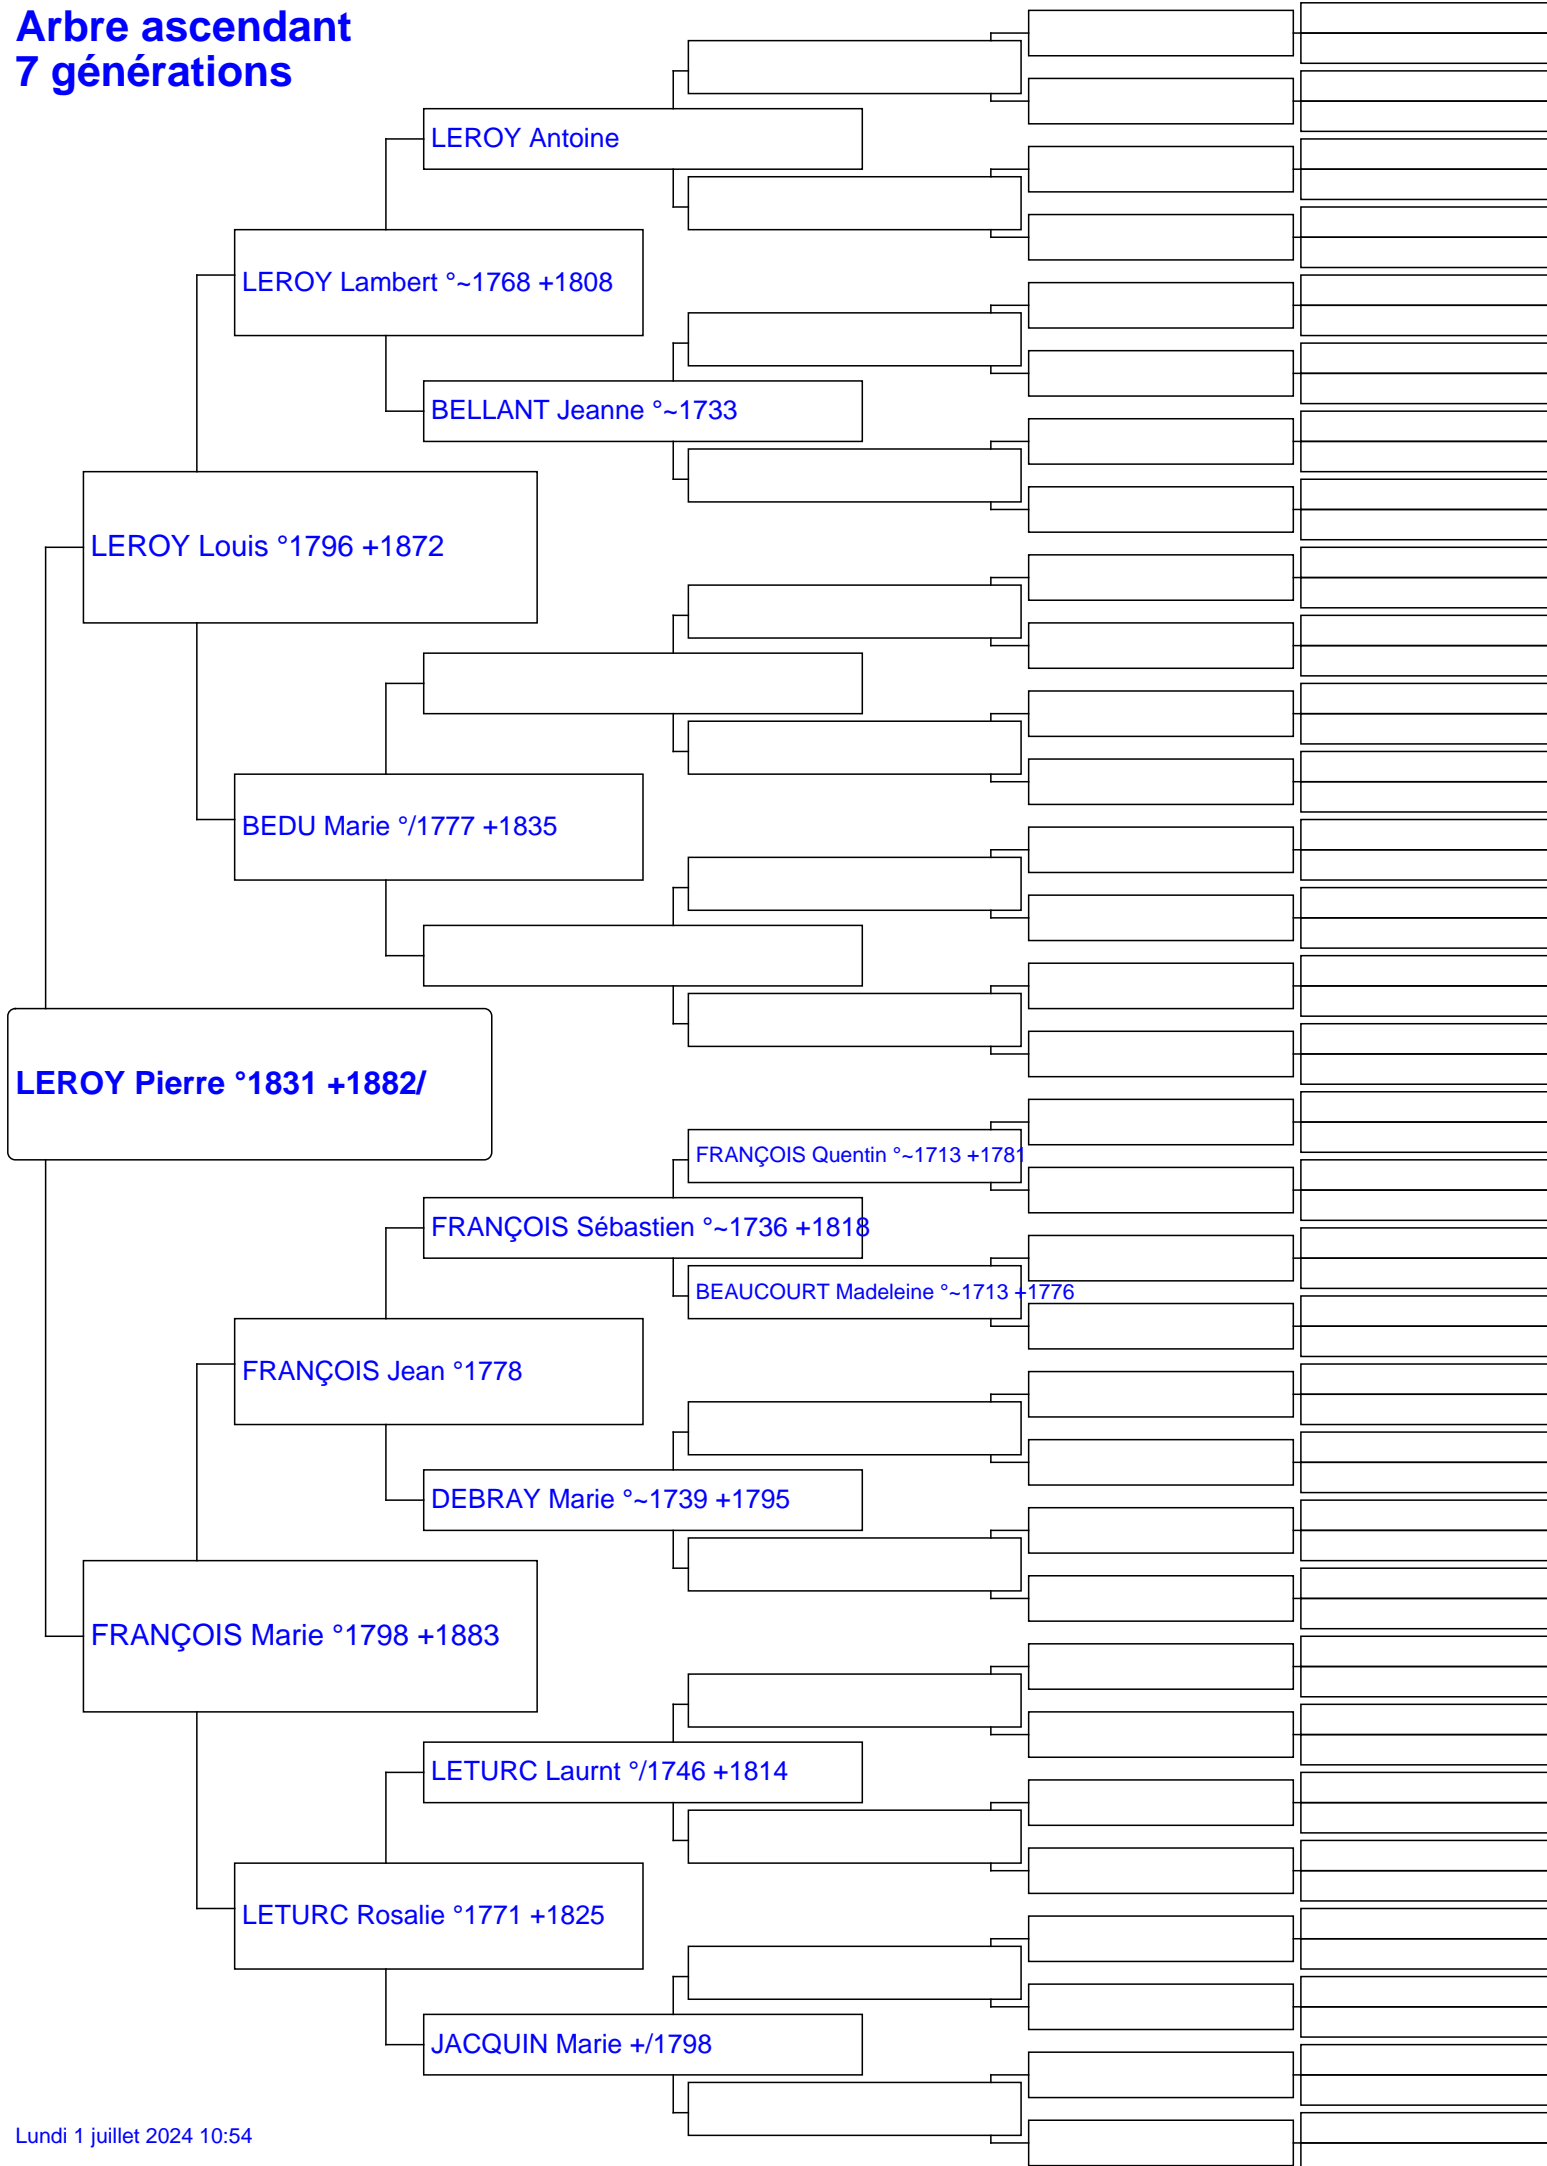 Arbre ascendant
7 générations
LEROY Antoine
LEROY Lambert °~1768 +1808
BELLANT Jeanne °~1733
LEROY Louis °1796 +1872
BEDU Marie °/1777 +1835
LEROY Pierre °1831 +1882/
FRANÇOIS Quentin °~1713 +1781
FRANÇOIS Sébastien °~1736 +1818
BEAUCOURT Madeleine °~1713 +1776
FRANÇOIS Jean °1778
DEBRAY Marie °~1739 +1795
FRANÇOIS Marie °1798 +1883
LETURC Laurnt °/1746 +1814
LETURC Rosalie °1771 +1825
JACQUIN Marie +/1798
Lundi 1 juillet 2024 10:54